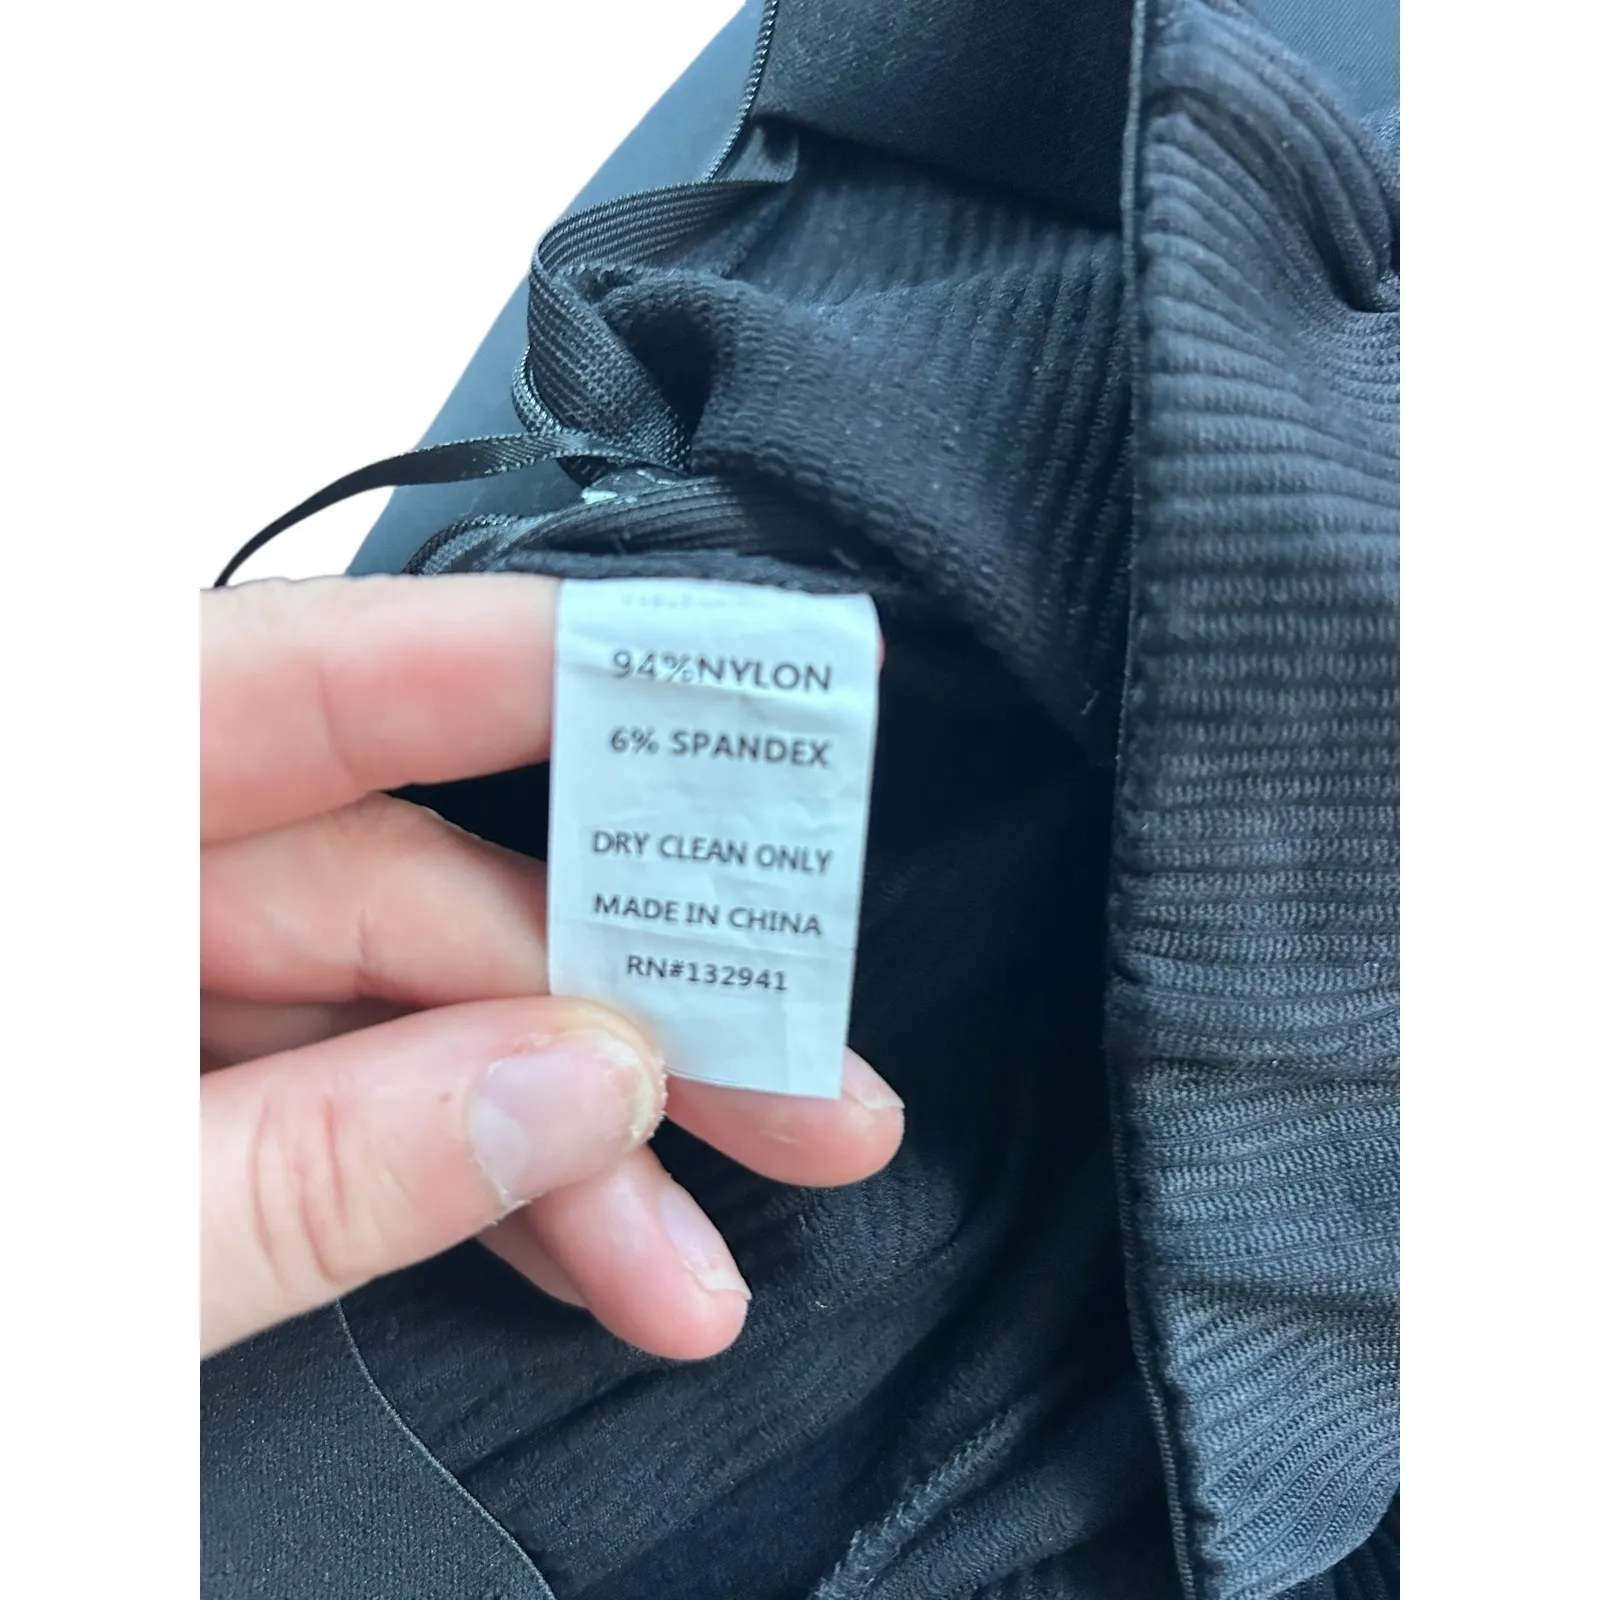 94%NYLON
6% SPANDEX
DRY CLEAN ONLY
MADE IN CHINA
RN#132941